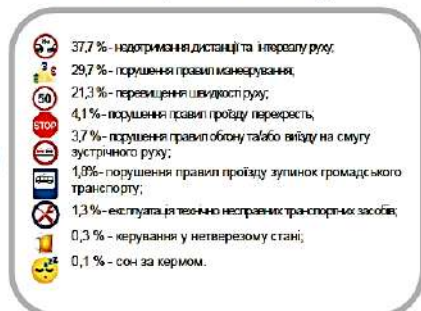 37,7 % - недотримання дистанції та інтервалу руху;
29,7 % - порушення правил маневрування;
21,3 % - перевищення швидкості руху;
50
4,1 % - порушення правил проїзду перехресть;
STOP
3,7 % - порушення правил обгону та/або виїзду на смугу
зустрічного руху;
1,8% - порушення правил проїзду зупинок громадського
транспорту;
1,3 % - експлуатація технічно несправних транспортних засобів;
0,3 % - керування у нетверезому стані;
0,1 % - сон за кермом.